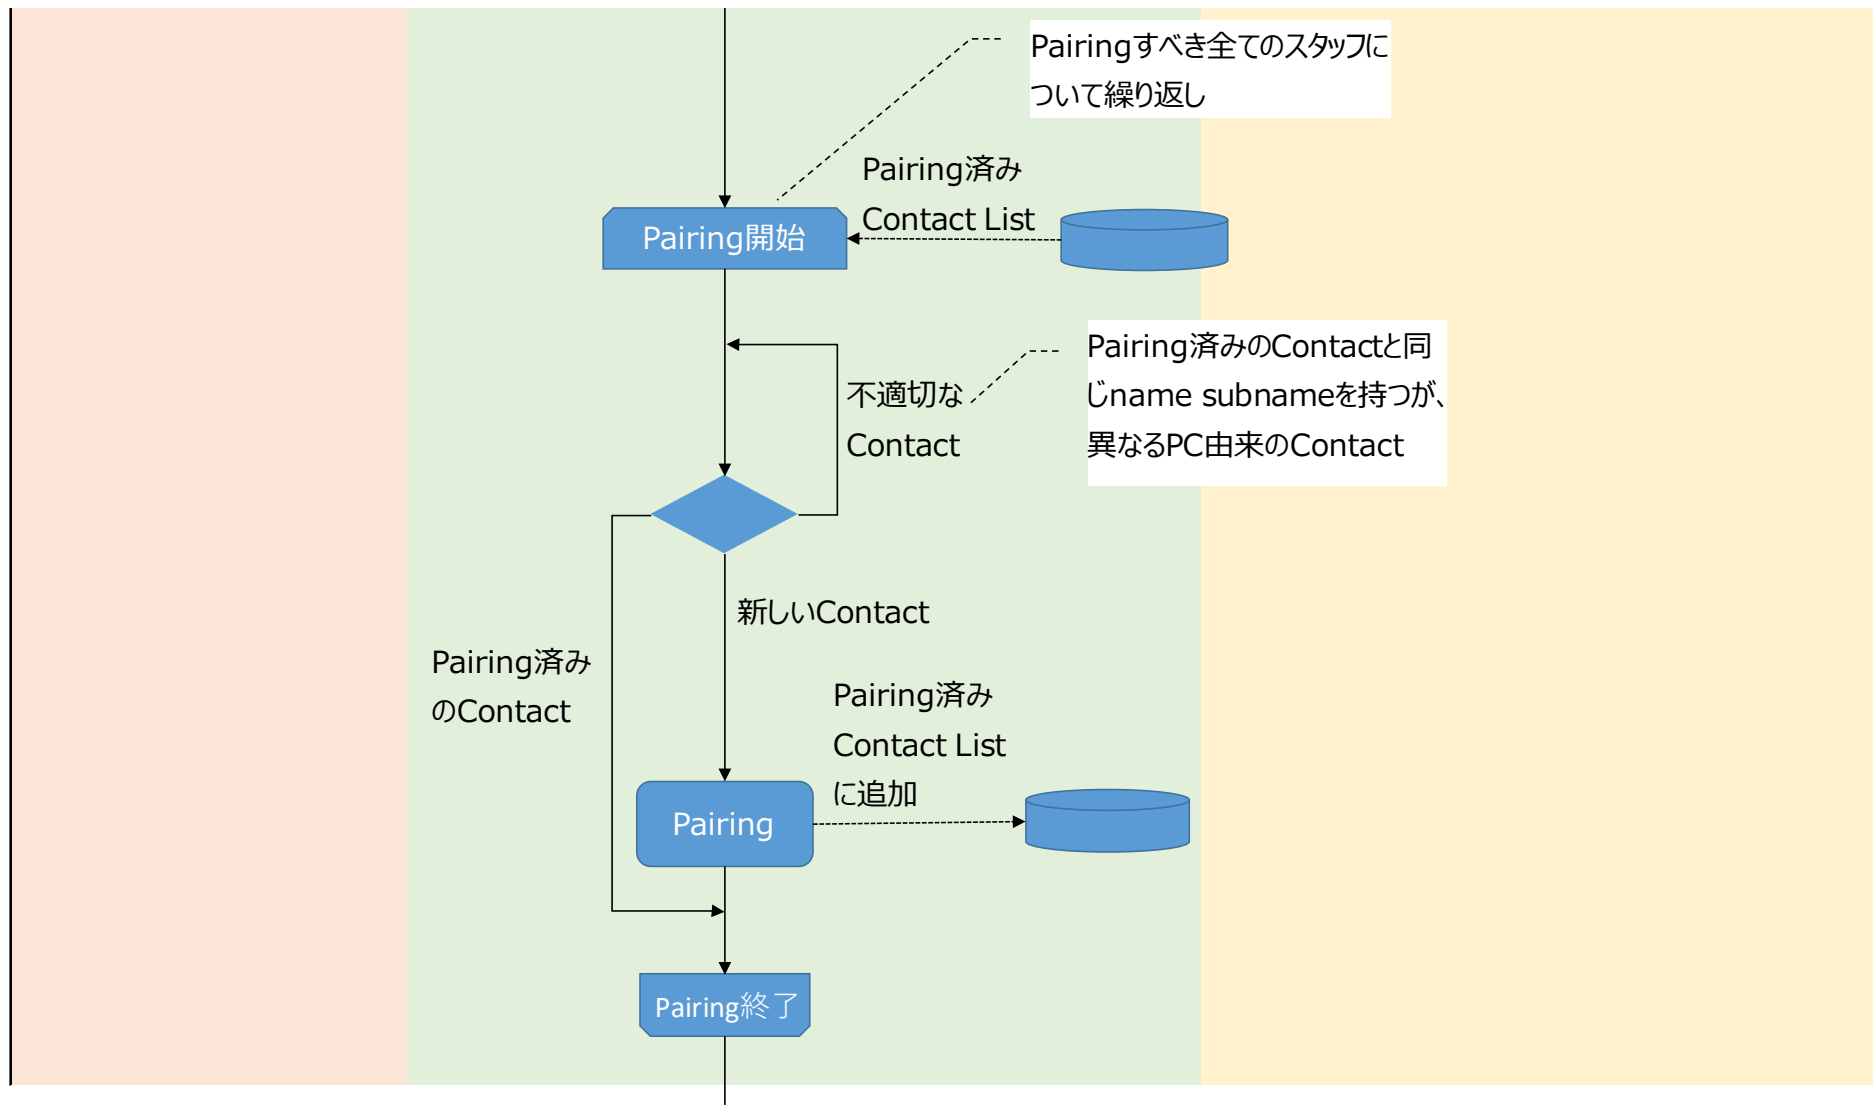 Pairingすべき全てのスタッフに
ついて繰り返し
Pairing済み
Contact List
Pairing開始
Pairing済みのContactと同
じname subnameを持つが、
異なるPC由来のContact
不適切な
Contact
新しいContact
Pairing済み
のContact
Pairing済み
Contact List
に追加
Pairing
Pairing終了